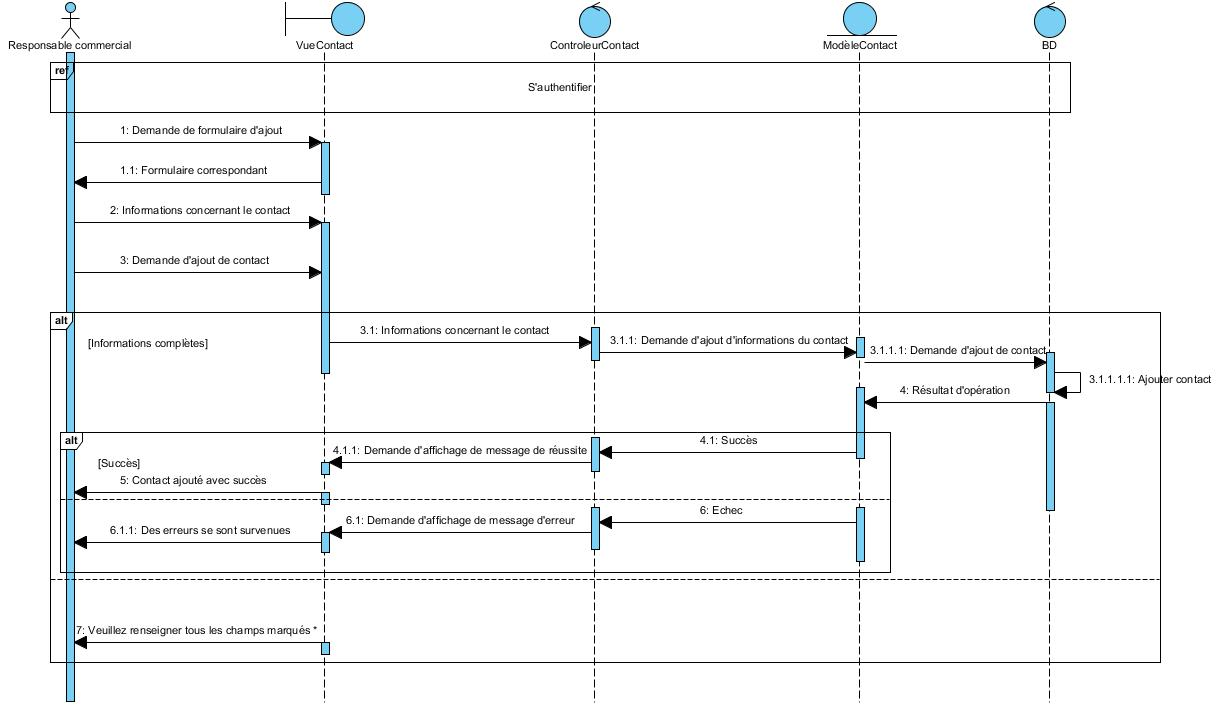 Responsable commercial
VueContact
ControleurContact
ModèleContact
BD
ref
S'authentifier
1: Demande de formulaire d'ajout
1.1: Formulaire correspondant
2: Informations concernant le contact
3: Demande d'ajout de contact
alt
[Informations complètes]
3.1: Informations concernant le contact
3.1.1: Demande d'ajout d'informations du contact
3.1.1.1: Demande d'ajout de contact
3.1.1.1.1: Ajouter contact
4: Résultat d'opération
alt
4.1: Succès
4.1.1: Demande d'affichage de message de réussite
[Succès]
5: Contact ajouté avec succès
6: Echec
6.1: Demande d'affichage de message d'erreur
6.1.1: Des erreurs se sont survenues
7: Veuillez renseigner tous les champs marqués *